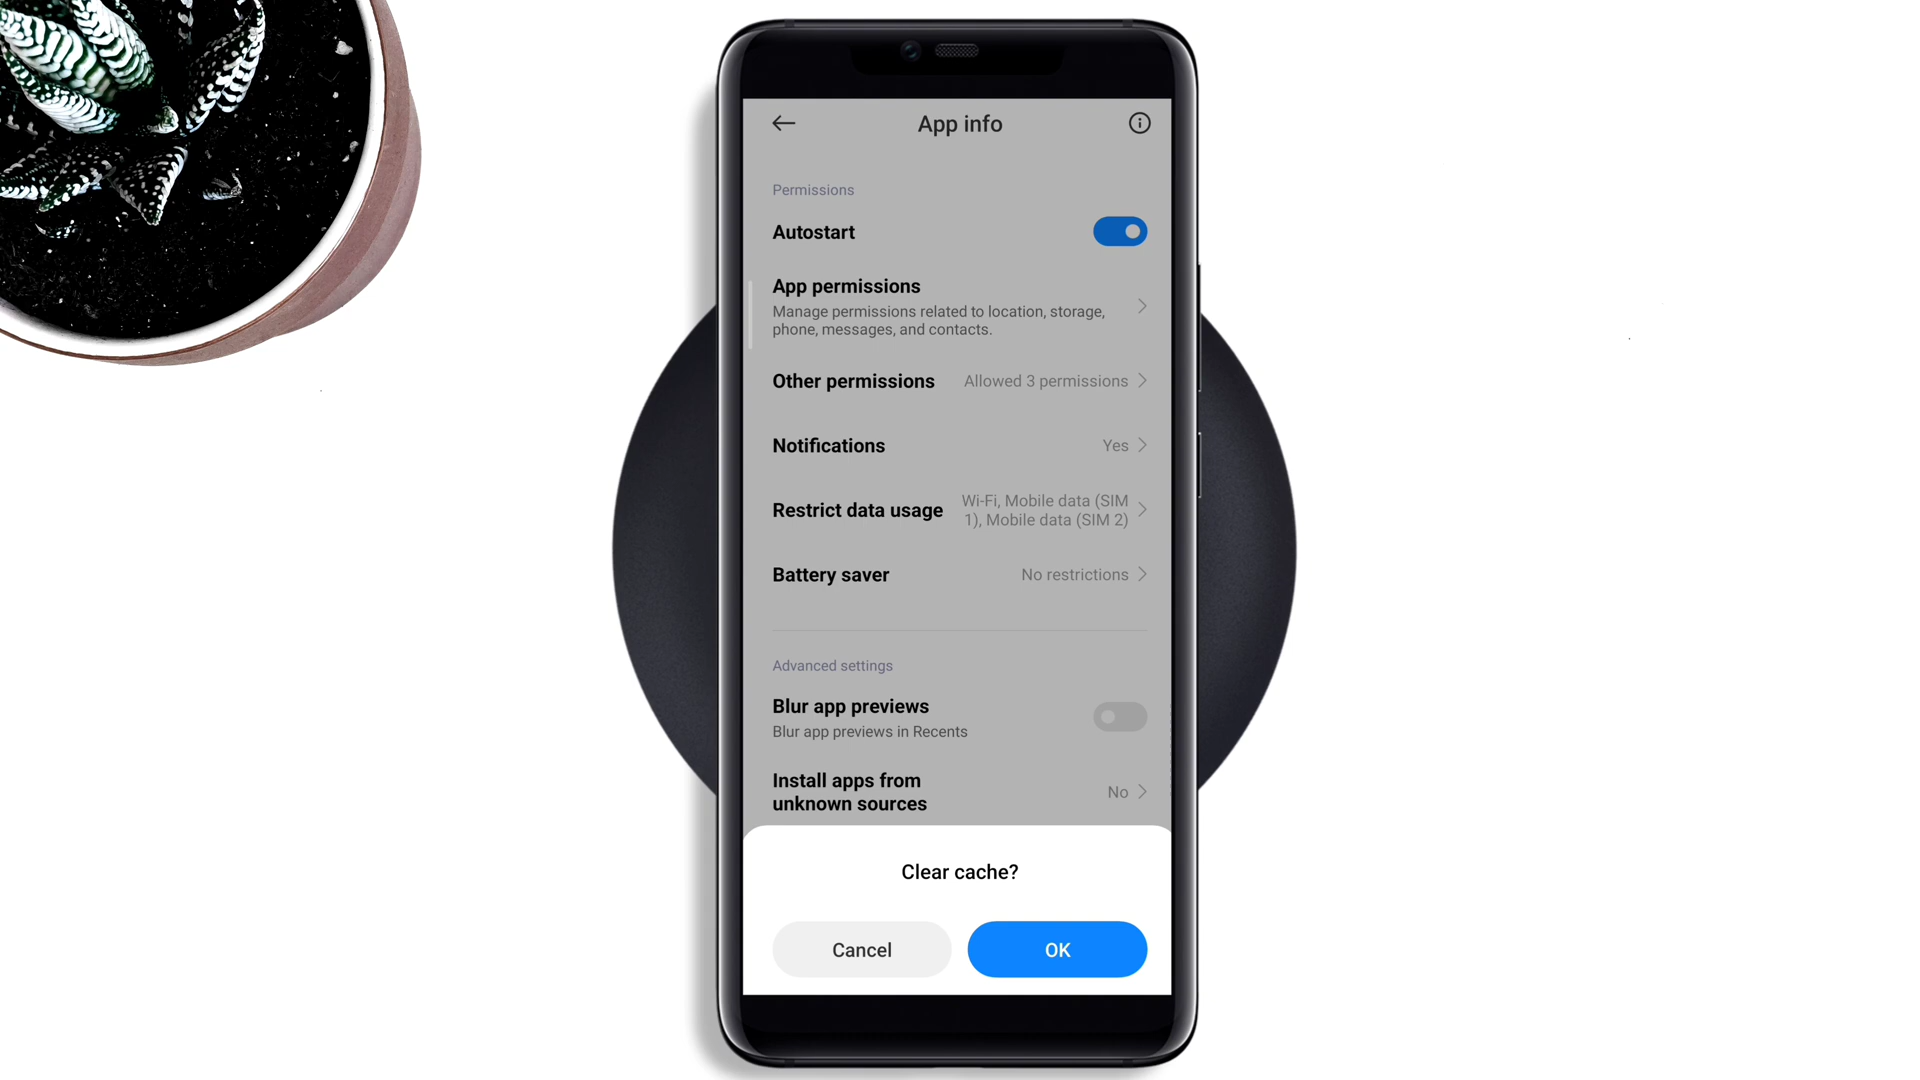 App info
Permissions
Autostart
App permissions
Manage permissions related to location, storage,
phone, messages, and contacts.
Other permissions Allowed 3 permissions
Notifications Yes
Restrict data usage Wi-Fi, Mobile data (SIM
1), Mobile data (SIM 2)
Battery saver No restrictions
Advanced settings
Blur app previews
Blur app previews in Recents
Install apps from
unknown sources No
Clear cache?
Cancel OK